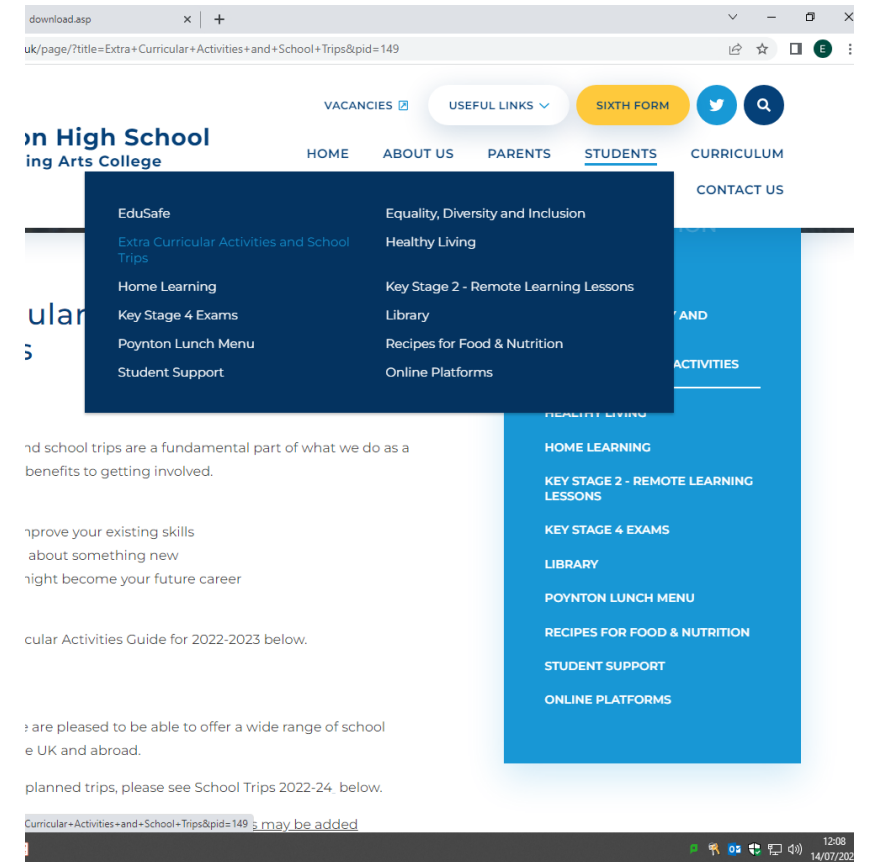 download.asp
uk/page/?title=Extra+Curricular+Activities+and+School+Trips&pid=149
E
VACANCIES
USEFUL LINKS
SIXTH FORM
on High School
ing Arts College
HOME ABOUT US PARENTS STUDENTS CURRICULUM
CONTACT US
EduSafe
Equality, Diversity and Inclusion
Extra Curricular Activities and School
Trips
Healthy Living
Home Learning
Key Stage 2 - Remote Learning Lessons
Key Stage 4 Exams
Library
Poynton Lunch Menu
Recipes for Food & Nutrition
Student Support
Online Platforms
ular
s
nd school trips are a fundamental part of what we do as a
benefits to getting involved.
mprove your existing skills
about something new
might become your future career
cular Activities Guide for 2022-2023 below.
e are pleased to be able to offer a wide range of school
e UK and abroad.
planned trips, please see School Trips 2022-24 below.
s may be added
Y AND
ACTIVITIES
HEALTHY LIVING
HOME LEARNING
KEY STAGE 2 - REMOTE LEARNING
LESSONS
KEY STAGE 4 EXAMS
LIBRARY
POYNTON LUNCH MENU
RECIPES FOR FOOD & NUTRITION
STUDENT SUPPORT
ONLINE PLATFORMS
Curricular+Activities+and+School+Trips&pid=149
12:08
14/07/202